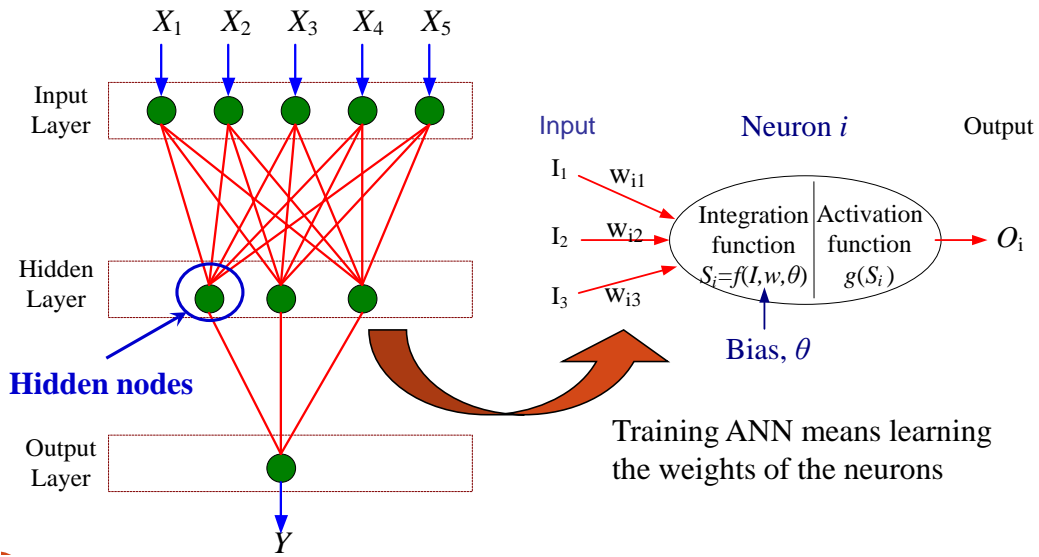 X1 X2 X3 X4 X5
Input
Layer
Hidden
Layer
Hidden nodes
Output
Layer
Y
Input
Neuron i
Output
I1
wi1
I2
wi2
I3
wi3
Integration
function
Si=f(I,w,θ)
Activation
function
g(Si)
Oi
Bias, θ
Training ANN means learning
the weights of the neurons